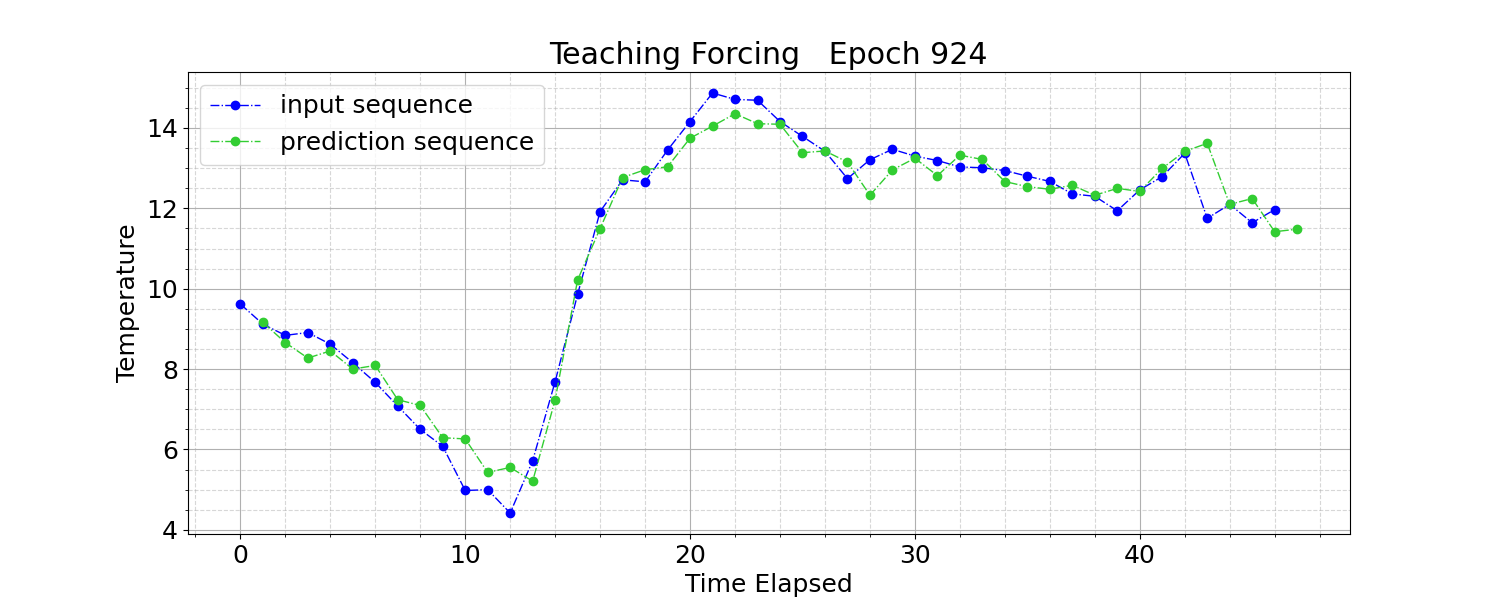 Teaching Forcing   Epoch 924
input sequence
prediction sequence
Temperature
14
12
10
8
6
4
0 10 20 30 40
Time Elapsed